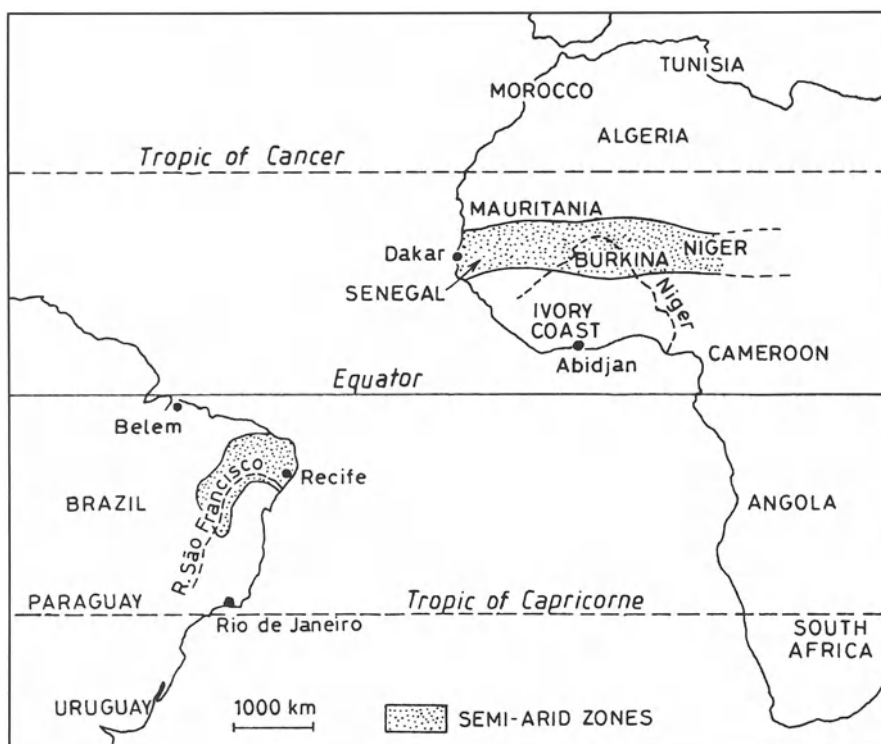 TUNISIA
MOROCCO
ALGERIA
Tropic of Cancer
MAURITANIA
Dakar
BURKINA
NIGER
SENEGAL
Niger
IVORY
COAST
Abidjan
CAMEROON
Equator
Belem
Recife
R. São Francisco
BRAZIL
ANGOLA
PARAGUAY
Tropic of Capricorne
Rio de Janeiro
SOUTH
AFRICA
URUGUAY
1000 km
SEMI-ARID ZONES